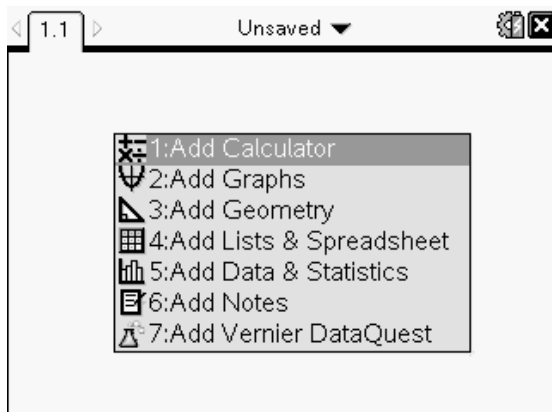 1.1 Unsaved
1:Add Calculator
2:Add Graphs
3:Add Geometry
4:Add Lists & Spreadsheet
5:Add Data & Statistics
6:Add Notes
7:Add Vernier DataQuest